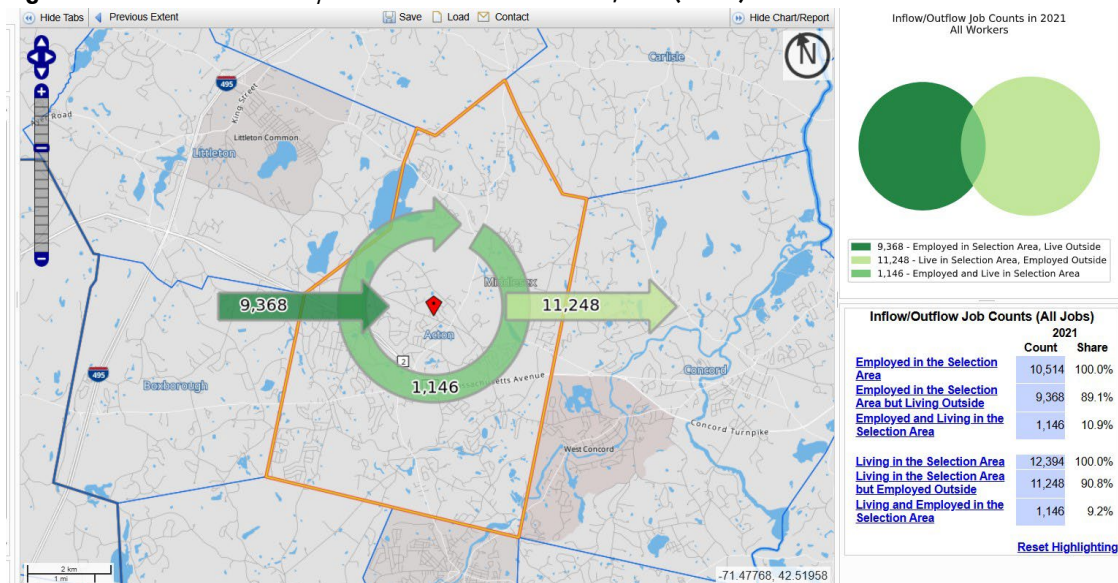 Hide Tabs
Previous Extent
Save
Load
Contact
Hide Chart/Report
N
Carlisle
495
King Street
Road
Littleton Common
Littleton
9,368
11,248
Middlesex
Acton
2
1,146
Massachusetts Avenue
495
Boxborough
Concord
Concord Turnpike
West Concord
2 km
1 mi
-71.47768, 42.51958
Inflow/Outflow Job Counts in 2021
All Workers
9,368 - Employed in Selection Area, Live Outside
11,248 - Live in Selection Area, Employed Outside
1,146 - Employed and Live in Selection Area
Inflow/Outflow Job Counts (All Jobs)
2021
Count Share
Employed in the Selection
Area 10,514 100.0%
Employed in the Selection
Area but Living Outside 9,368 89.1%
Employed and Living in the
Selection Area 1,146 10.9%
Living in the Selection Area 12,394 100.0%
Living in the Selection Area
but Employed Outside 11,248 90.8%
Living and Employed in the
Selection Area 1,146 9.2%
Reset Highlighting